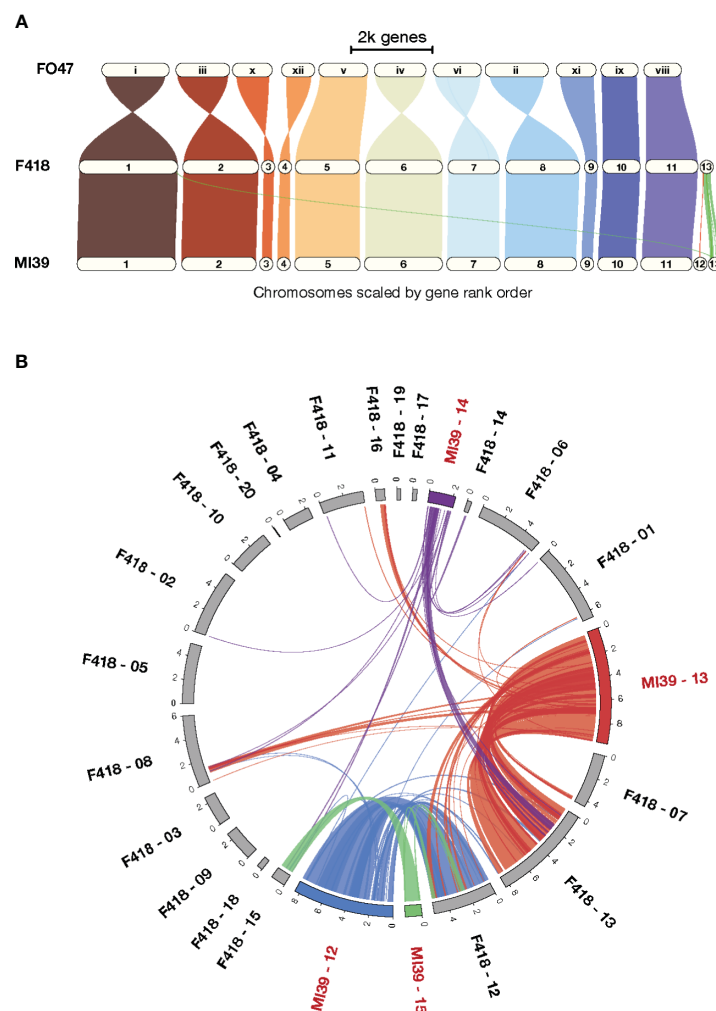 A
2k genes
FO47 i iii x xii v iv vi ii xi ix viii
F418 1 2 3 4 5 6 7 8 9 10 11 13
MI39 1 2 3 4 5 6 7 8 9 10 11 12
Chromosomes scaled by gene rank order
B
F418 - 16
F418 - 19
F418 - 17
MI39 - 14
F418 - 14
F418 - 06
F418 - 01
MI39 - 13
F418 - 07
F418 - 13
F418 - 12
MI39 - 15
MI39 - 12
F418 - 15
F418 - 18
F418 - 09
F418 - 03
F418 - 08
F418 - 05
F418 - 02
F418 - 10
F418 - 20
F418 - 04
F418 - 11